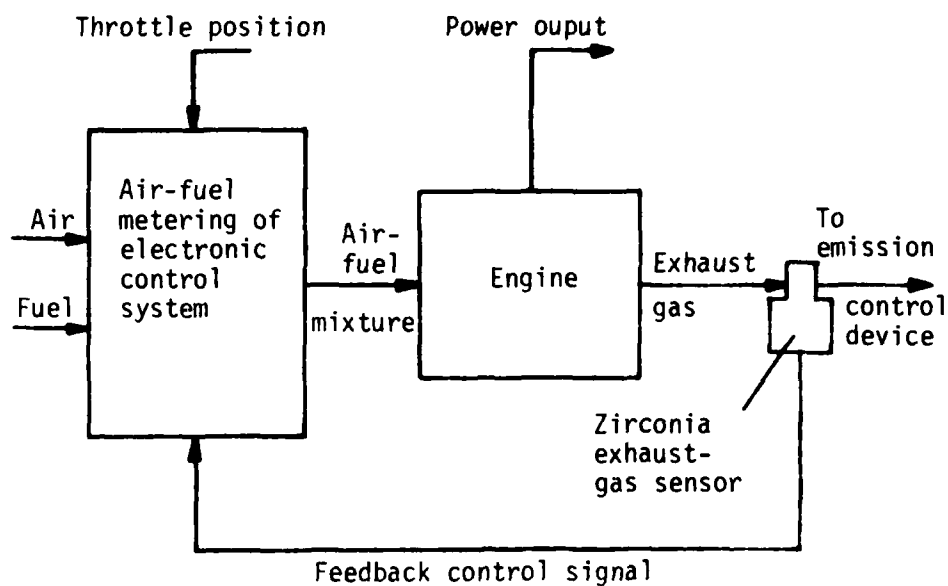 Throttle position
Power ouput
Air
Fuel
Air-fuel
metering of
electronic
control
system
Air-
fuel
mixture
Engine
Exhaust
gas
To
emission
control
device
Zirconia
exhaust-
gas sensor
Feedback control signal